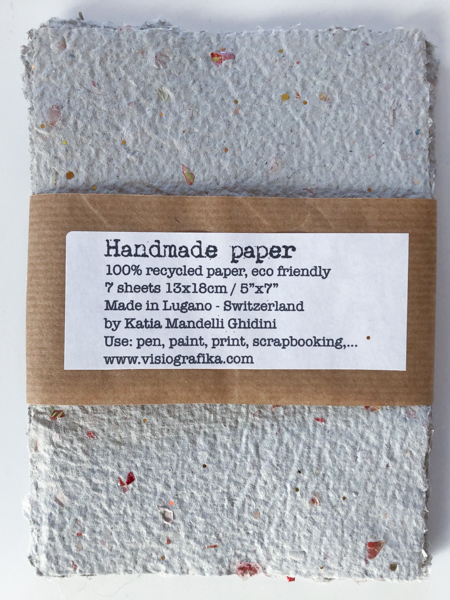 Handmade paper
100% recycled paper, eco friendly
7 sheets 13x18cm / 5”x7”
Made in Lugano - Switzerland
by Katia Mandelli Ghidini
Use: pen, paint, print, scrapbooking,...
www.visiografika.com